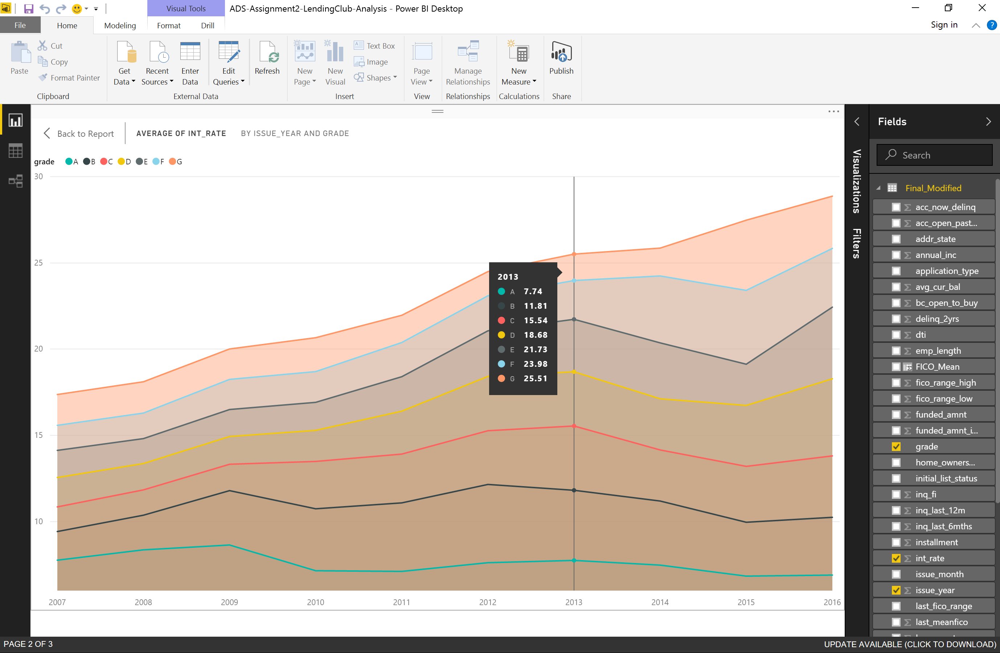 Visual Tools
ADS-Assignment2-LendingClub-Analysis - Power BI Desktop
File
Home
Modeling
Format
Drill
Sign in
?
Paste
Cut
Copy
Format Painter
Get Data
Recent Sources
Enter Data
Edit Queries
Refresh
New Page
New Visual
Text Box
Image
Shapes
Page View
Manage Relationships
New Measure
Publish
Clipboard
External Data
Insert
View
Relationships
Calculations
Share
Back to Report
AVERAGE OF INT_RATE BY ISSUE_YEAR AND GRADE
grade A B C D E F G
30
25
20
15
10
2013
A 7.74
B 11.81
C 15.54
D 18.68
E 21.73
F 23.98
G 25.51
2007 2008 2009 2010 2011 2012 2013 2014 2015 2016
Visualizations
Filters
Fields
Search
Final_Modified
acc_now_delinq
acc_open_past...
addr_state
annual_inc
application_type
avg_cur_bal
bc_open_to_buy
delinq_2yrs
dti
emp_length
FICO_Mean
fico_range_high
fico_range_low
funded_amnt
funded_amnt_i...
grade
home_owners...
initial_list_status
inq_fi
inq_last_12m
inq_last_6mths
installment
int_rate
issue_month
issue_year
last_fico_range
last_meanfico
PAGE 2 OF 3
UPDATE AVAILABLE (CLICK TO DOWNLOAD)